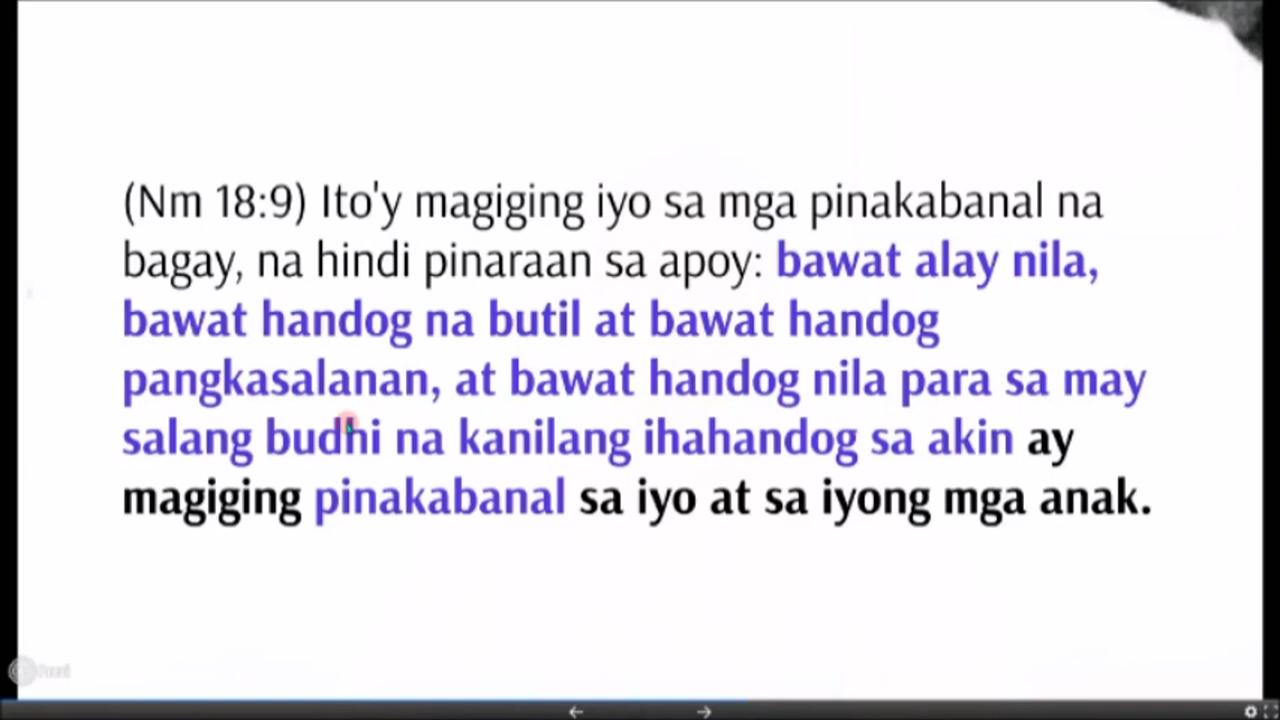 (Nm 18:9) Ito'y magiging iyo sa mga pinakabanal na
bagay, na hindi pinaraan sa apoy: bawat alay nila,
bawat handog na butil at bawat handog
pangkasalanan, at bawat handog nila para sa may
salang budhi na kanilang ihahandog sa akin ay
magiging pinakabanal sa iyo at sa iyong mga anak.